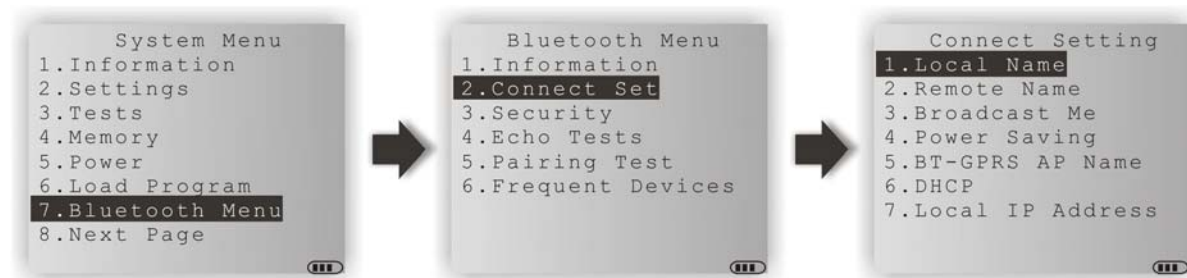 System Menu
1.Information
2.Settings
3.Tests
4.Memory
5.Power
6.Load Program
7.Bluetooth Menu
8.Next Page
Bluetooth Menu
1.Information
2.Connect Set
3.Security
4.Echo Tests
5.Pairing Test
6.Frequent Devices
Connect Setting
1.Local Name
2.Remote Name
3.Broadcast Me
4.Power Saving
5.BT-GPRS AP Name
6.DHCP
7.Local IP Address